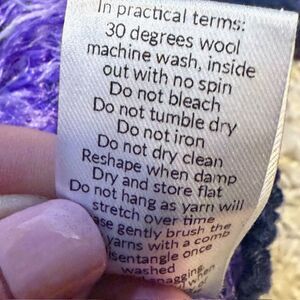 In practical terms:
30 degrees wool
machine wash, inside
out with no spin
Do not bleach
Do not tumble dry
Do not iron
Do not dry clean
Reshape when damp
Dry and store flat
Do not hang as yarn will
stretch over time
gently brush the
yarns with a comb
disentangle once
washed
snagging
when